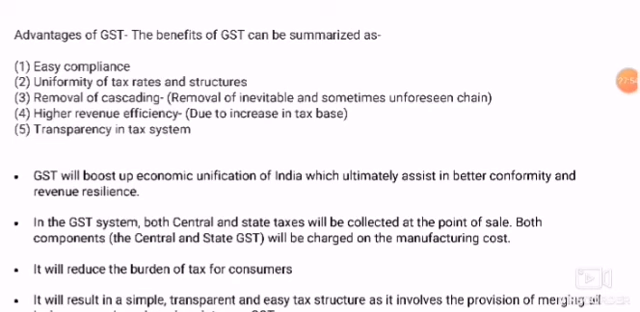 Advantages of GST- The benefits of GST can be summarized as-
(1) Easy compliance
(2) Uniformity of tax rates and structures
(3) Removal of cascading- (Removal of inevitable and sometimes unforeseen chain)
(4) Higher revenue efficiency- (Due to increase in tax base)
(5) Transparency in tax system
• GST will boost up economic unification of India which ultimately assist in better conformity and
revenue resilience.
• In the GST system, both Central and state taxes will be collected at the point of sale. Both
components (the Central and State GST) will be charged on the manufacturing cost.
• It will reduce the burden of tax for consumers
• It will result in a simple, transparent and easy tax structure as it involves the provision of merging all